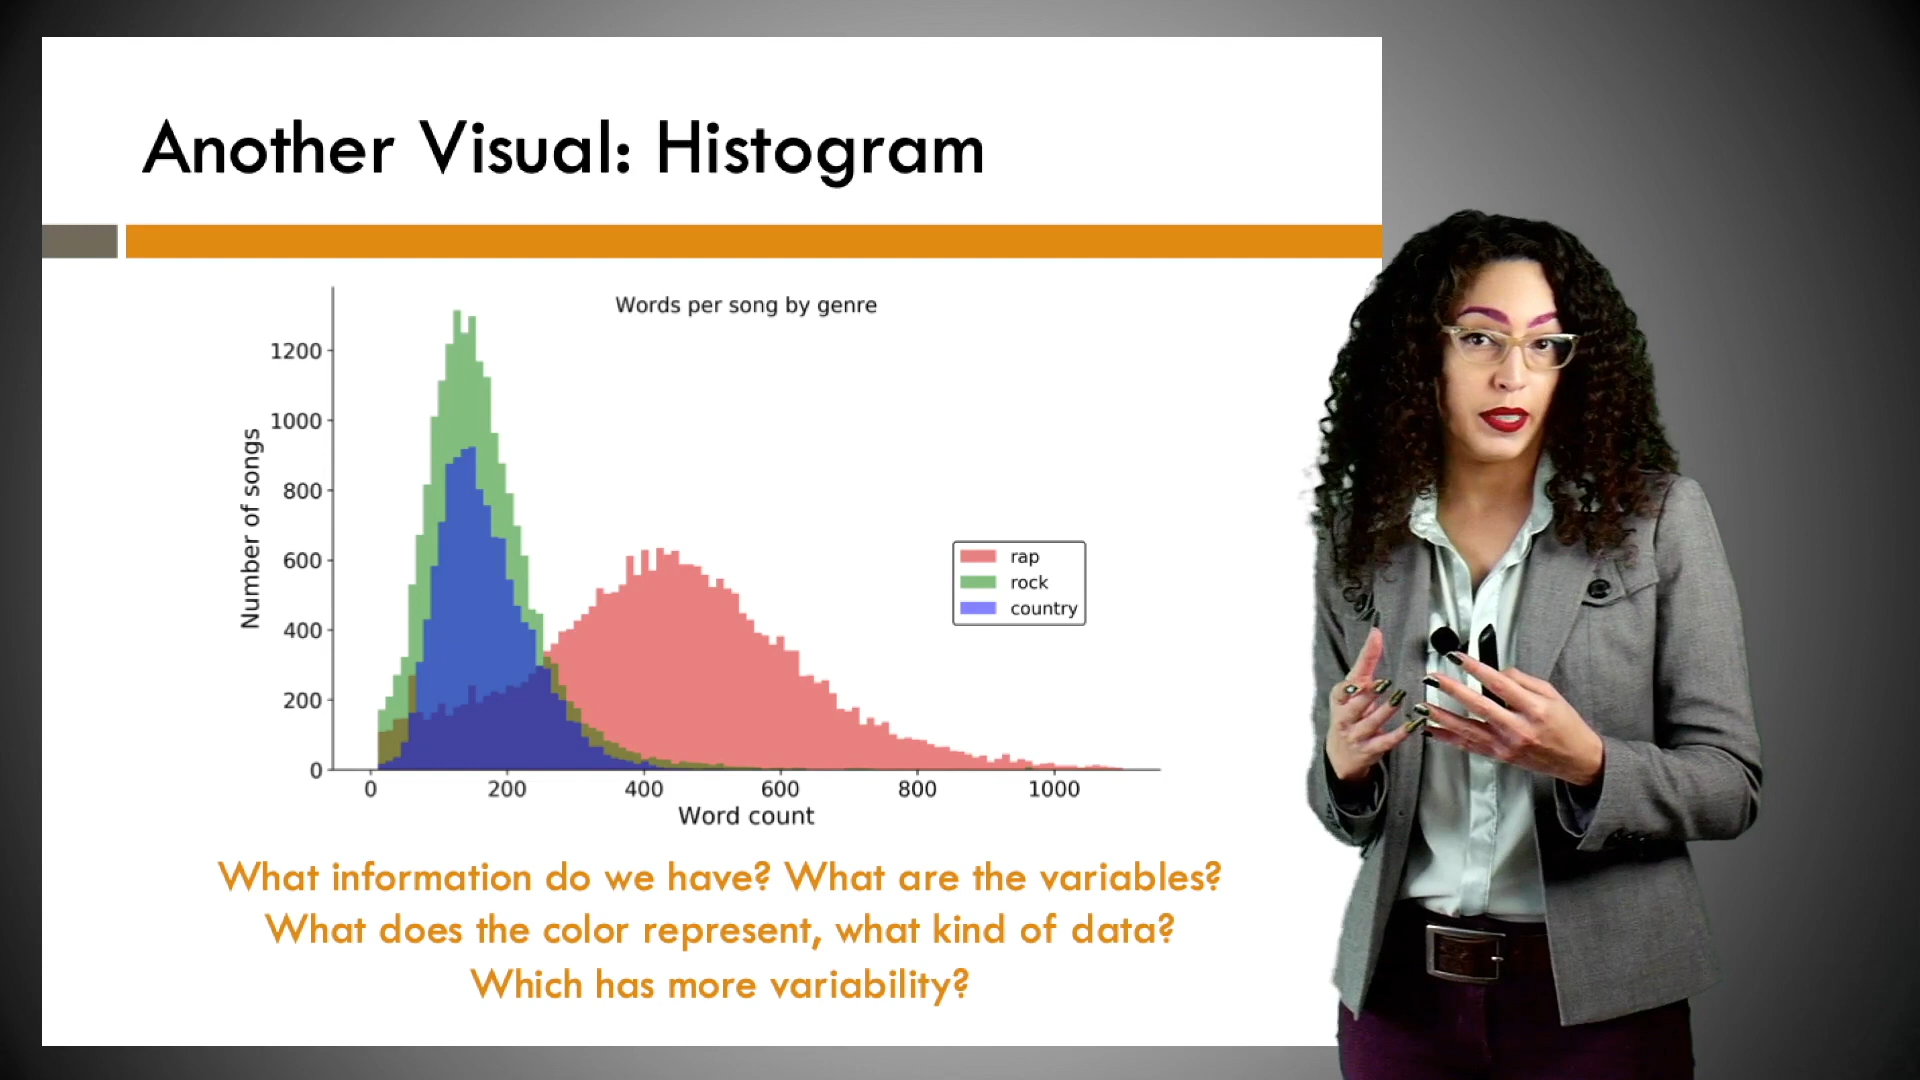 Another Visual: Histogram
Words per song by genre
Number of songs
1200
1000
800
600
400
200
0
rap
rock
country
0 200 400 600 800 1000
Word count
What information do we have? What are the variables?
What does the color represent, what kind of data?
Which has more variability?